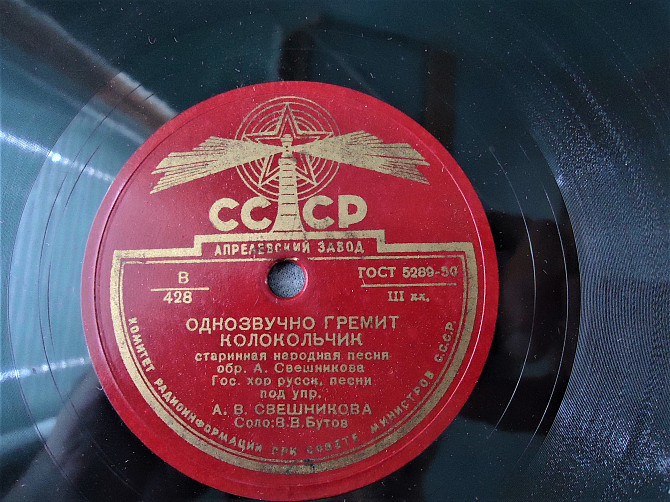 СССР
АПРЕЛЕВСКИЙ ЗАВОД
В
428
ГОСТ 5289-50
III кк.
ОДНОЗВУЧНО ГРЕМИТ
КОЛОКОЛЬЧИК
старинная народная песня
обр. А. Свешникова
Гос. хор русск. песни
под упр.
А. В. СВЕШНИКОВА
Соло: В. В. Бутов
КОМИТЕТ РАДИОИНФОРМАЦИИ ПРИ СОВЕТЕ МИНИСТРОВ СССР.